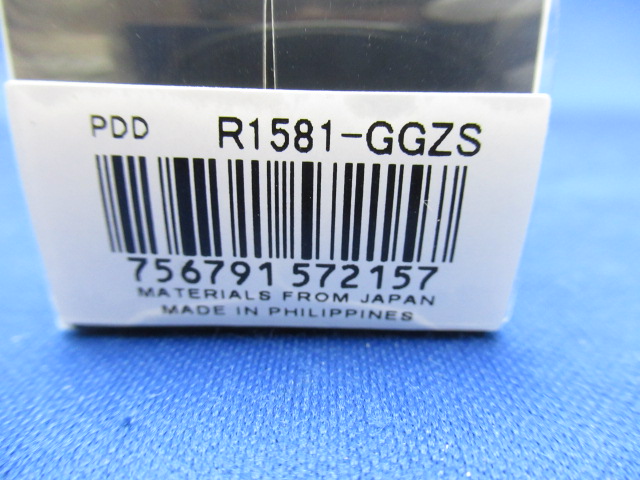 PDD R1581-GGZS
756791 572157
MATERIALS FROM JAPAN
MADE IN PHILIPPINES